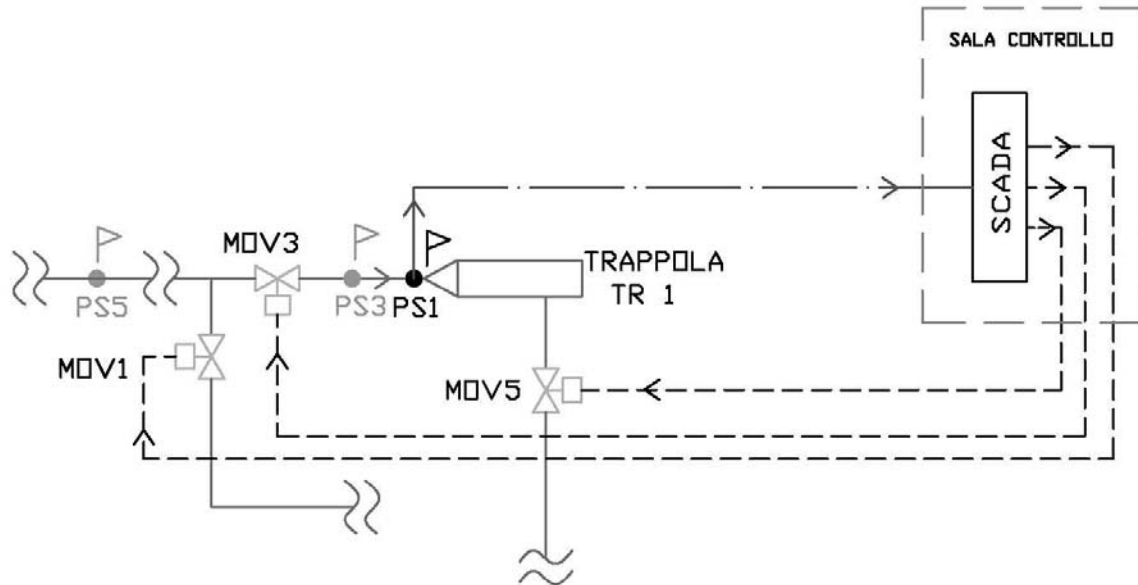 SALA CONTROLLO
SCADA
MOV3
TRAPPOLA
TR 1
PS5
PS3
PS1
MOV1
MOV5